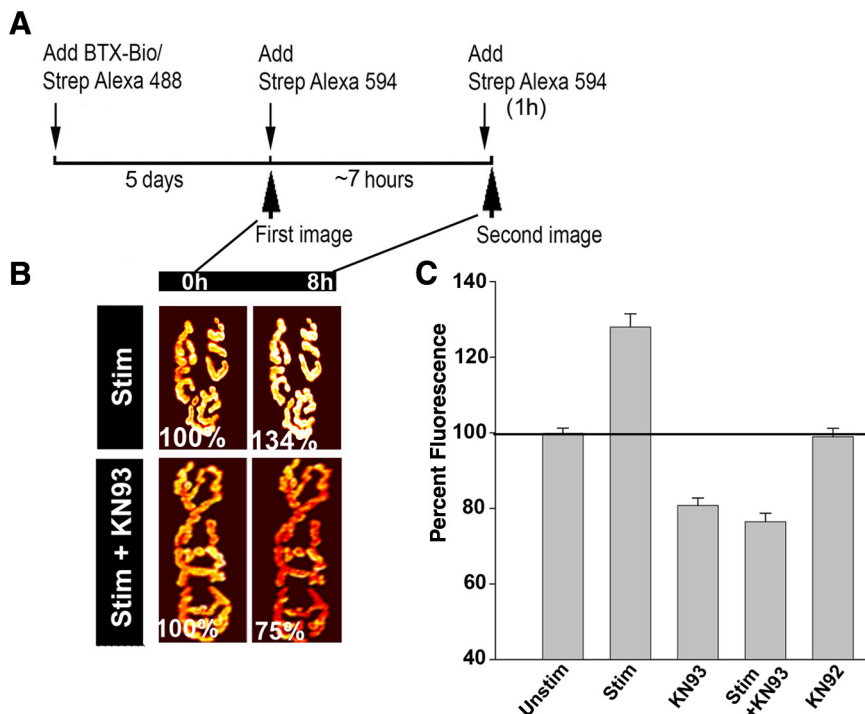 A
Add BTX-Bio/
Strep Alexa 488
Add
Strep Alexa 594
Add
Strep Alexa 594
(1h)
5 days
~7 hours
First image
Second image
B
0h
8h
Stim
100%
134%
Stim + KN93
100%
75%
C
Percent Fluorescence
140
120
100
80
60
40
Unstim
Stim
KN93
Stim
+KN93
KN92